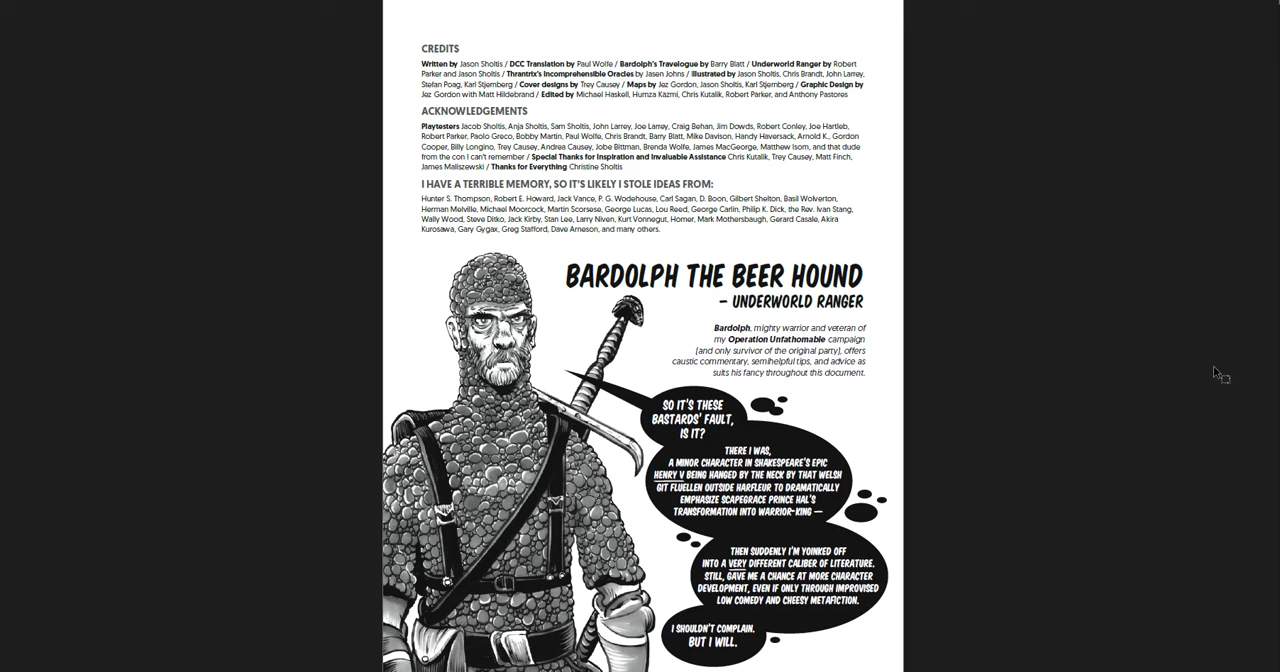 CREDITS
Written by Jason Sholtis / DCC Translation by Paul Wolfe / Bardolph's Travelogue by Barry Blatt / Underworld Ranger by Robert
Parker and Jason Sholtis / Thrantrix's Incomprehensible Oracles by Jasen Johns / Illustrated by Jason Sholtis, Chris Brandt, John Larrey,
Stefan Poag, Karl Stjernberg / Cover designs by Trey Causey / Maps by Jez Gordon, Jason Sholtis, Karl Stjernberg / Graphic Design by
Jez Gordon with Matt Hildebrand / Edited by Michael Haskell, Humza Kazmi, Chris Kutalik, Robert Parker, and Anthony Pastores
ACKNOWLEDGEMENTS
Playtesters Jacob Sholtis, Anja Sholtis, Sam Sholtis, John Larrey, Joe Larrey, Craig Behan, Jim Dowds, Robert Conley, Joe Hartleb,
Robert Parker, Paolo Greco, Bobby Martin, Paul Wolfe, Chris Brandt, Barry Blatt, Mike Davison, Handy Haversack, Arnold K., Gordon
Cooper, Billy Longino, Trey Causey, Andrea Causey, Jobe Bittman, Brenda Wolfe, James MacGeorge, Matthew Isom, and that dude
from the con I can't remember / Special Thanks for Inspiration and Invaluable Assistance Chris Kutalik, Trey Causey, Matt Finch,
James Maliszewski / Thanks for Everything Christine Sholtis
I HAVE A TERRIBLE MEMORY, SO IT'S LIKELY I STOLE IDEAS FROM:
Hunter S. Thompson, Robert E. Howard, Jack Vance, P. G. Wodehouse, Carl Sagan, D. Boon, Gilbert Shelton, Basil Wolverton,
Herman Melville, Michael Moorcock, Martin Scorsese, George Lucas, Lou Reed, George Carlin, Philip K. Dick, the Rev. Ivan Stang,
Wally Wood, Steve Ditko, Jack Kirby, Stan Lee, Larry Niven, Kurt Vonnegut, Homer, Mark Mothersbaugh, Gerard Casale, Akira
Kurosawa, Gary Gygax, Greg Stafford, Dave Arneson, and many others.
BARDOLPH THE BEER HOUND
– UNDERWORLD RANGER
Bardolph, mighty warrior and veteran of
my Operation Unfathomable campaign
(and only survivor of the original party), offers
caustic commentary, semihelpful tips, and advice as
suits his fancy throughout this document.
SO IT'S THESE
BASTARDS' FAULT,
IS IT?
THERE I WAS,
A MINOR CHARACTER IN SHAKESPEARE'S EPIC
HENRY V BEING HANGED BY THE NECK BY THAT WELSH
GIT FLUELLEN OUTSIDE HARFLEUR TO DRAMATICALLY
EMPHASIZE SCAPEGRACE PRINCE HAL'S
TRANSFORMATION INTO WARRIOR-KING —
THEN SUDDENLY I'M YOINKED OFF
INTO A VERY DIFFERENT CALIBER OF LITERATURE.
STILL, GAVE ME A CHANCE AT MORE CHARACTER
DEVELOPMENT, EVEN IF ONLY THROUGH IMPROVISED
LOW COMEDY AND CHEESY METAFICTION.
I SHOULDN'T COMPLAIN.
BUT I WILL.